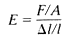 E = F/A
Δl/l